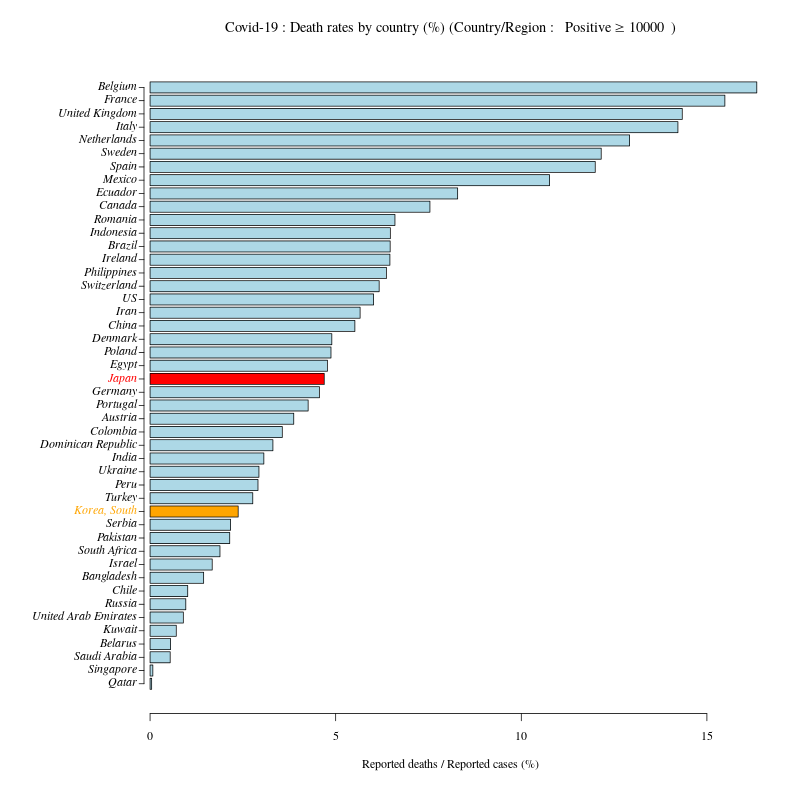 Covid-19 : Death rates by country (%) (Country/Region :   Positive ≥ 10000  )
Belgium
France
United Kingdom
Italy
Netherlands
Sweden
Spain
Mexico
Ecuador
Canada
Romania
Indonesia
Brazil
Ireland
Philippines
Switzerland
US
Iran
China
Denmark
Poland
Egypt
Japan
Germany
Portugal
Austria
Colombia
Dominican Republic
India
Ukraine
Peru
Turkey
Korea, South
Serbia
Pakistan
South Africa
Israel
Bangladesh
Chile
Russia
United Arab Emirates
Kuwait
Belarus
Saudi Arabia
Singapore
Qatar
0 5 10 15
Reported deaths / Reported cases (%)